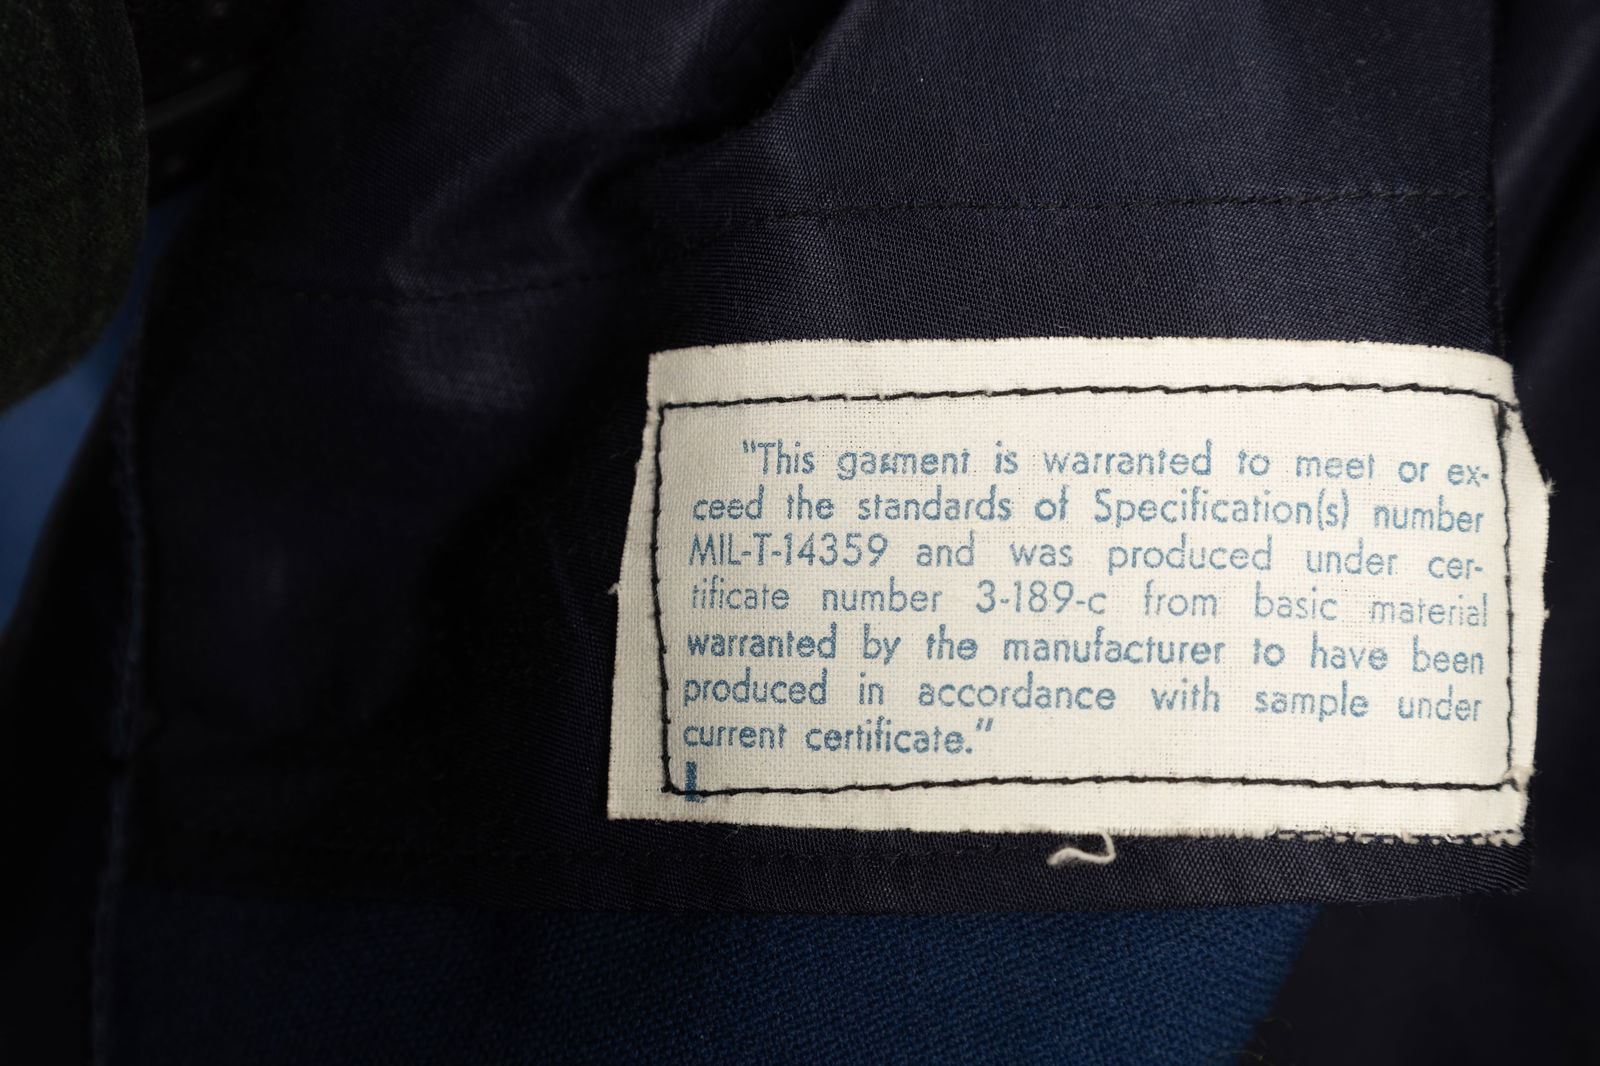 "This garment is warranted to meet or ex-
ceed the standards of Specification(s) number
MIL-T-14359 and was produced under cer-
tificate number 3-189-c from basic material
warranted by the manufacturer to have been
produced in accordance with sample under
current certificate."
L